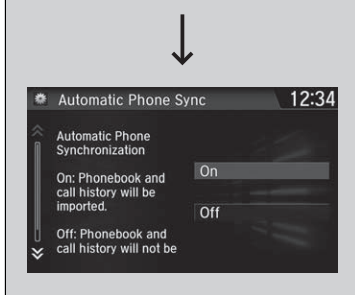 Automatic Phone Sync 12:34
Automatic Phone
Synchronization
On: Phonebook and
call history will be
imported.
Off: Phonebook and
call history will not be
On
Off